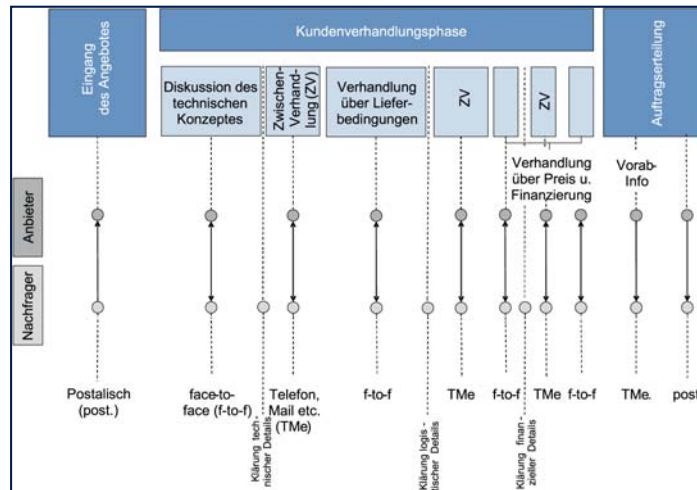 Kundenverhandlungsphase
Eingang
des Angebotes
Diskussion des
technischen
Konzeptes
Zwischen-
Verhand-
lung (ZV)
Verhandlung
über Liefer-
bedingungen
ZV
ZV
Auftragserteilung
Verhandlung
über Preis u.
Finanzierung
Vorab-
Info
Anbieter
Nachfrager
Postalisch
(post.)
face-to-
face (f-to-f)
Telefon,
Mail etc.
(TMe)
f-to-f
TMe
f-to-f
TMe
f-to-f
TMe.
post
Klärung tech-
nischer Details
Klärung logis-
tischer Details
Klärung finan-
zieller Details